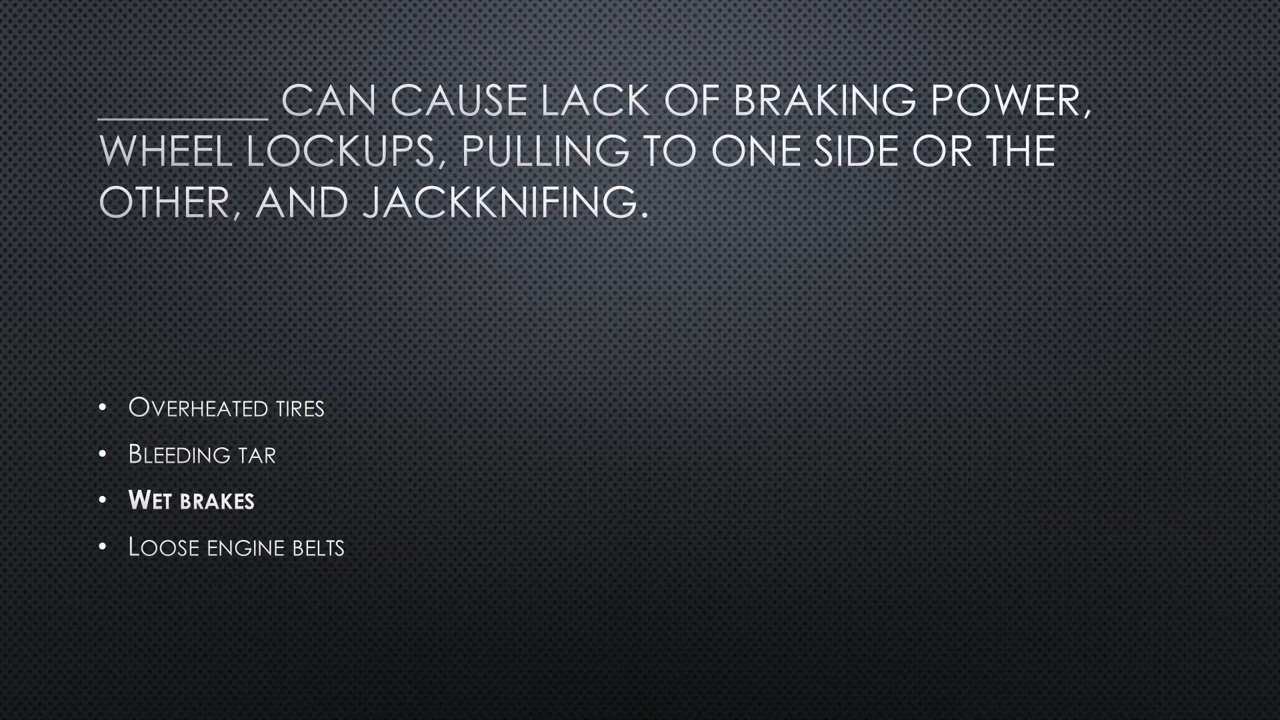 ________ CAN CAUSE LACK OF BRAKING POWER,
WHEEL LOCKUPS, PULLING TO ONE SIDE OR THE
OTHER, AND JACKKNIFING.
• OVERHEATED TIRES
• BLEEDING TAR
• WET BRAKES
• LOOSE ENGINE BELTS